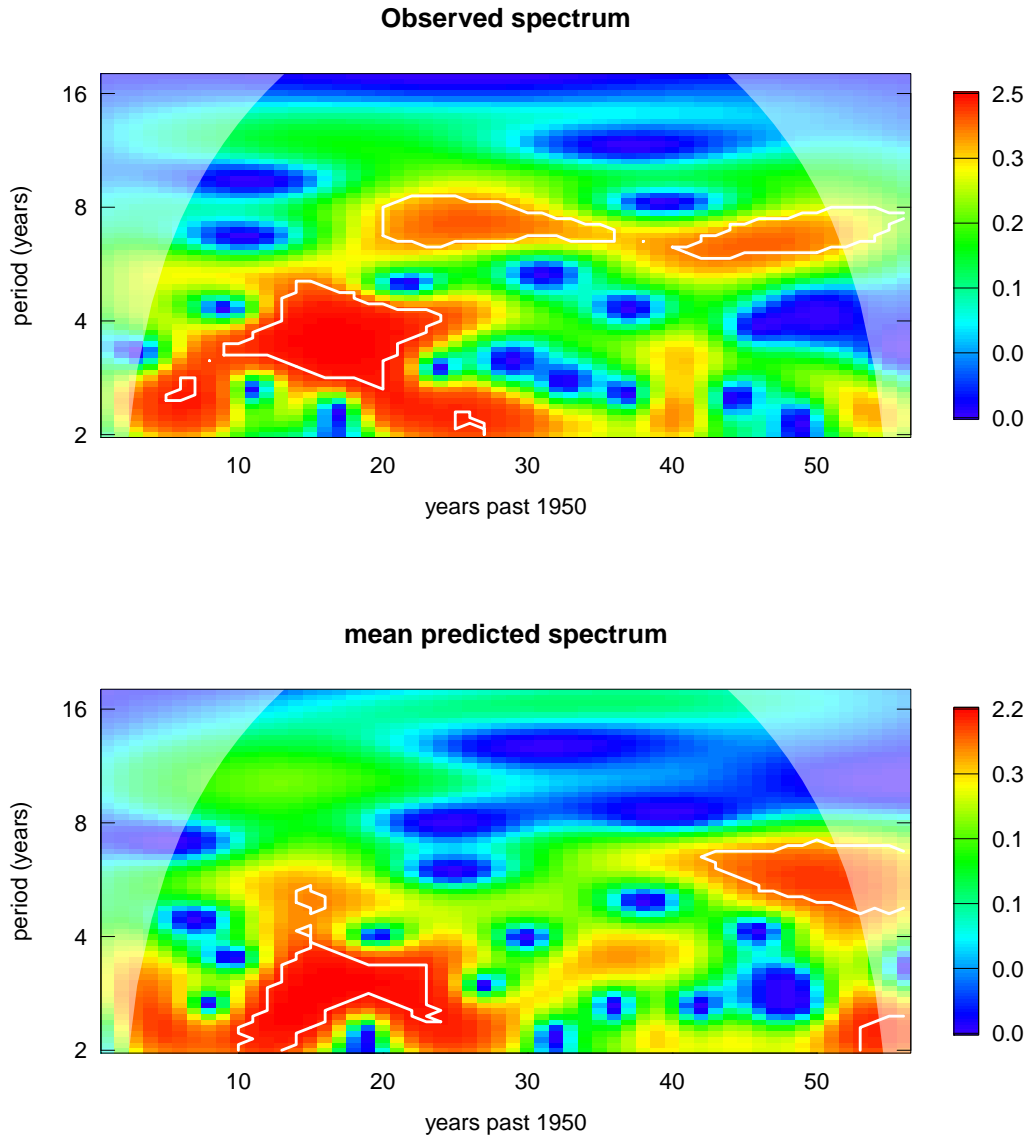 Observed spectrum
16
8
4
2
period (years)
10 20 30 40 50
years past 1950
2.5
0.3
0.2
0.1
0.0
0.0
mean predicted spectrum
16
8
4
2
period (years)
10 20 30 40 50
years past 1950
2.2
0.3
0.1
0.1
0.0
0.0